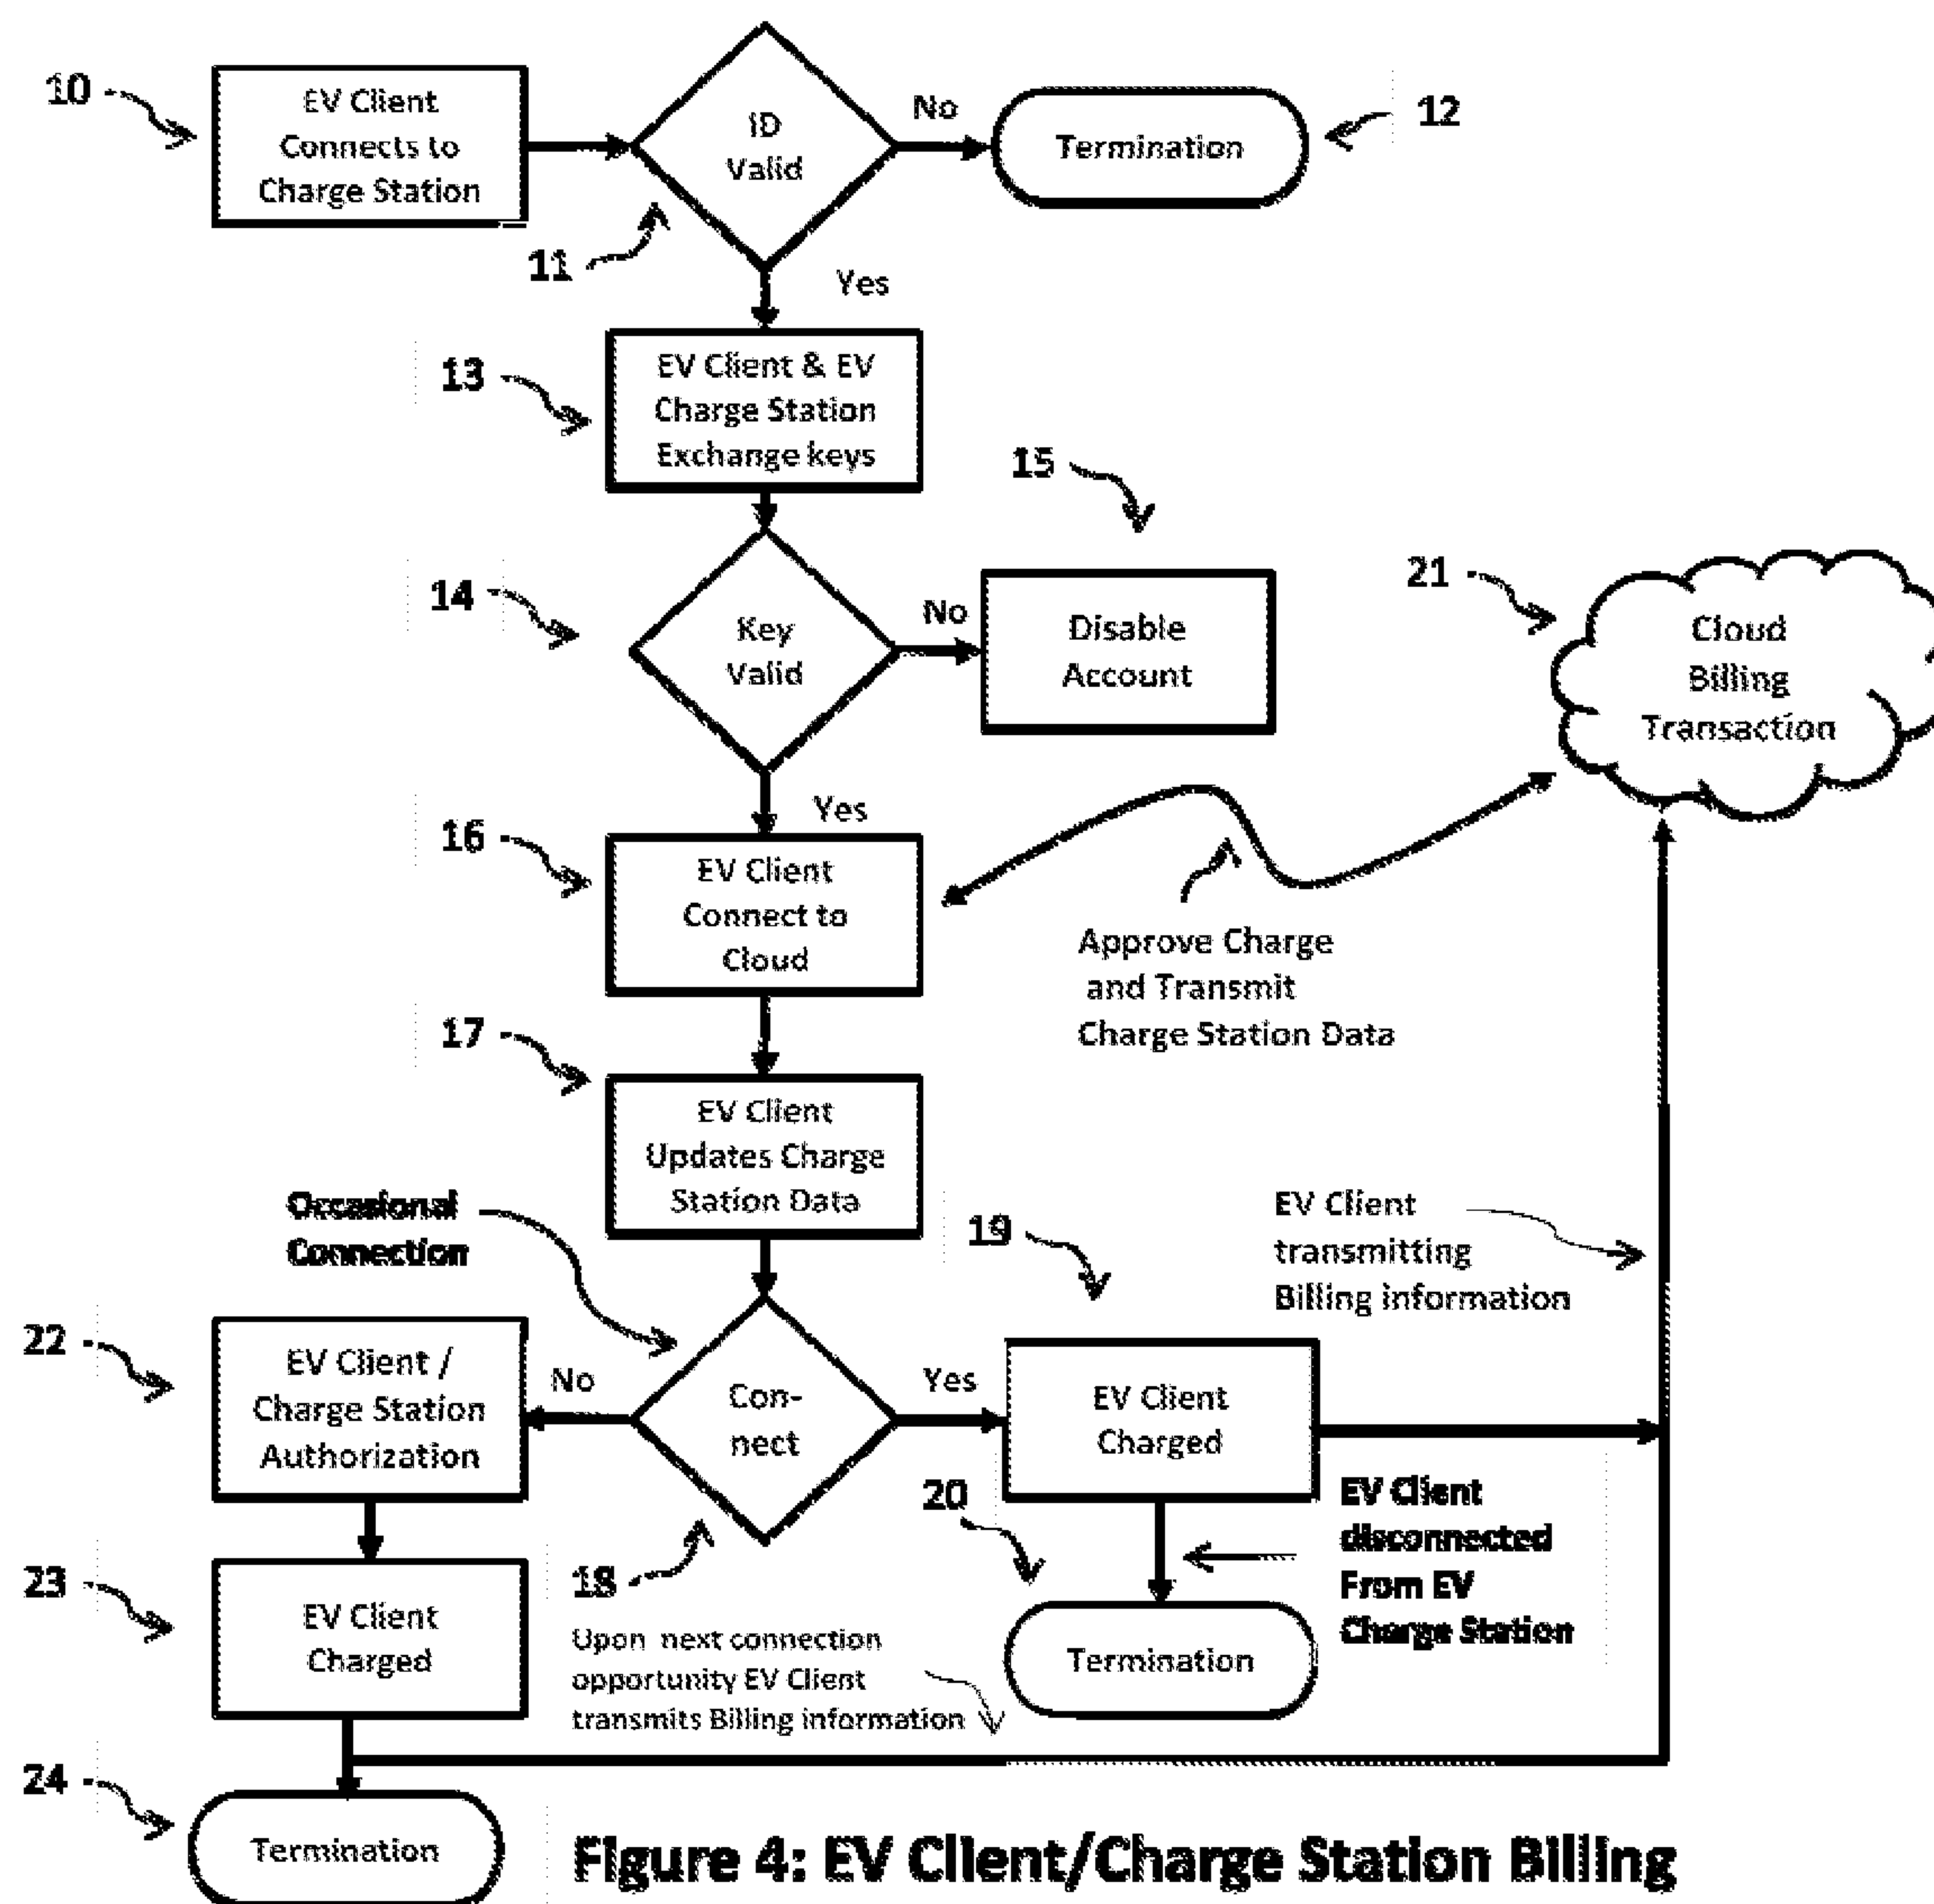 10
EV Client
Connects to
Charge Station
ID
Valid
11
No
Termination
12
Yes
13
EV Client & EV
Charge Station
Exchange keys
14
Key
Valid
No
15
Disable
Account
21
Cloud
Billing
Transaction
Yes
16
EV Client
Connect to
Cloud
Approve Charge
and Transmit
Charge Station Data
17
EV Client
Updates Charge
Station Data
Occasional
Connection
19
EV Client
transmitting
Billing information
22
EV Client /
Charge Station
Authorization
No
Con-
nect
Yes
EV Client
Charged
18
20
EV Client
disconnected
From EV
Charge Station
23
EV Client
Charged
Upon next connection
opportunity EV Client
transmits Billing information
Termination
24
Termination
Figure 4: EV Client/Charge Station Billing